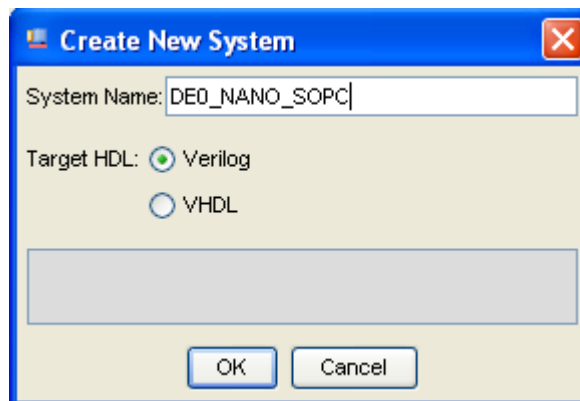 Create New System
System Name: DE0_NANO_SOPC
Target HDL: Verilog
VHDL
OK Cancel